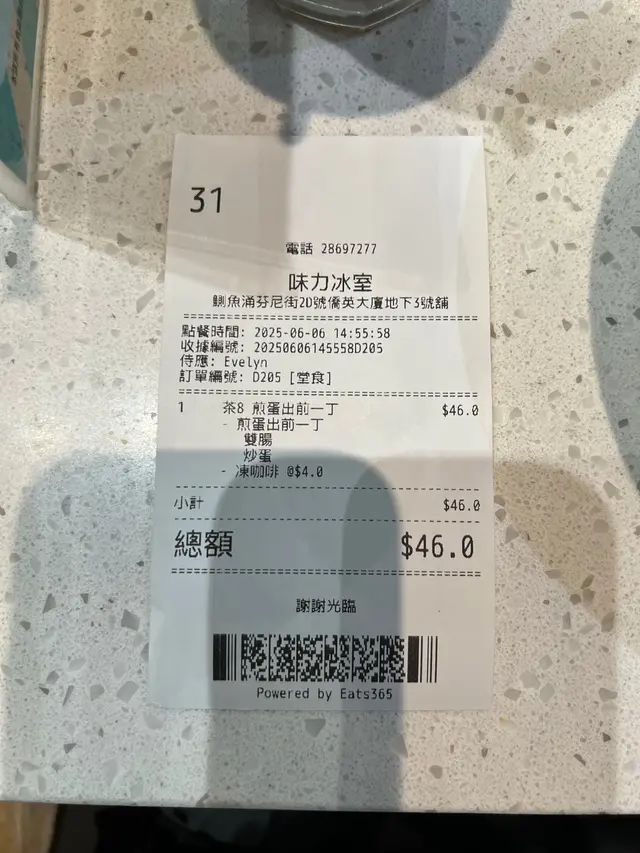 31
電話 28697277
味力冰室
鰂魚涌芬尼街2D號僑英大廈地下3號舖
點餐時間: 2025-06-06 14:55:58
收據編號: 20250606145558D205
侍應: Evelyn
訂單編號: D205 [堂食]
1 茶8 煎蛋出前一丁 $46.0
- 煎蛋出前一丁
雙腸
炒蛋
- 凍咖啡 @$4.0
小計 $46.0
總額 $46.0
謝謝光臨
Powered by Eats365